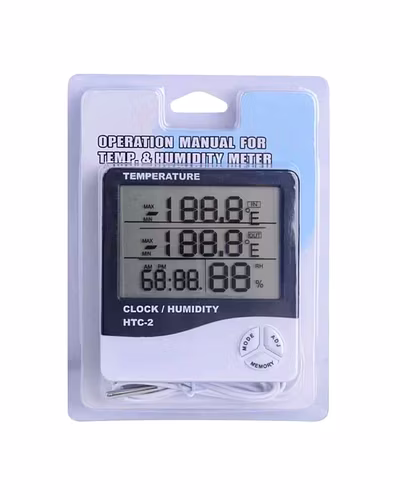 OPERATION MANUAL FOR
TEMP. & HUMIDITY METER
TEMPERATURE
MAX
MIN
-188.8°E
IN
MAX
MIN
-188.8°E
OUT
AM PM
68:88.
88
RH
%
CLOCK / HUMIDITY
HTC-2
MODE
ADJ
MEMORY